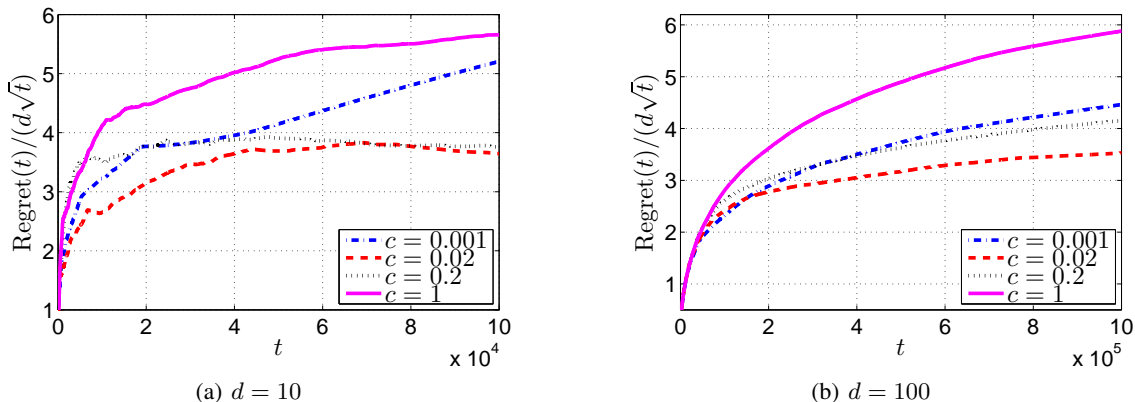 6
5
4
3
2
1
Regret(t)/(d√t)
c = 0.001
c = 0.02
c = 0.2
c = 1
0 2 4 6 8 10
t
x 10^4
(a) d = 10
6
5
4
3
2
1
Regret(t)/(d√t)
c = 0.001
c = 0.02
c = 0.2
c = 1
0 2 4 6 8 10
t
x 10^5
(b) d = 100